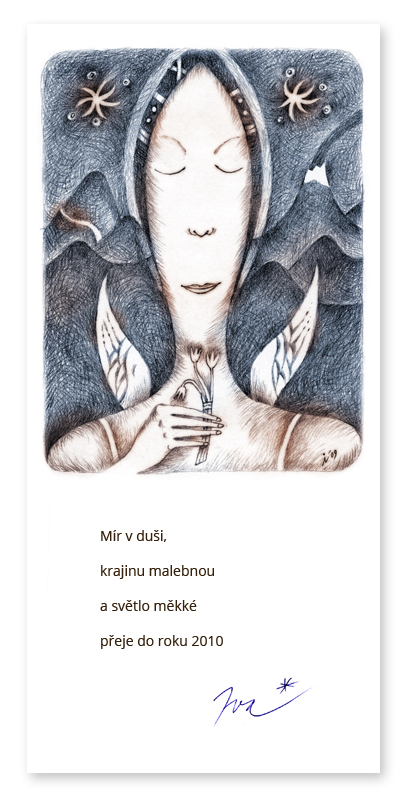 Mír v duši,
krajinu malebnou
a světlo měkké
přeje do roku 2010
Iva